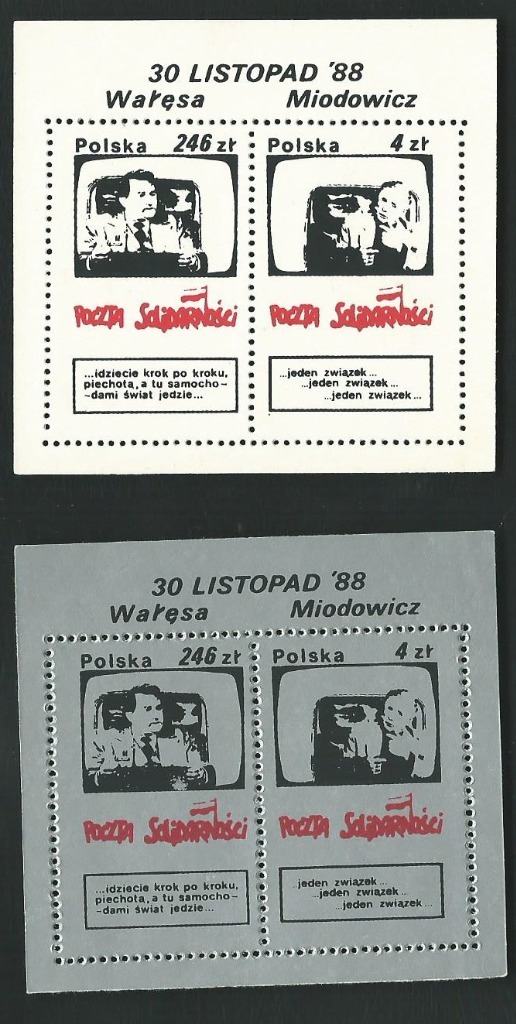 30 LISTOPAD '88
Wałęsa Miodowicz
Polska 246 zł
POCZTA SOLIDARNOŚCI
...idziecie krok po kroku,
piechotą, a tu samocho-
-dami świat jedzie...
Polska 4 zł
POCZTA SOLIDARNOŚCI
...jeden związek...
...jeden związek...
...jeden związek...
30 LISTOPAD '88
Wałęsa Miodowicz
Polska 246 zł
POCZTA SOLIDARNOŚCI
...idziecie krok po kroku,
piechotą, a tu samocho-
-dami świat jedzie...
Polska 4 zł
POCZTA SOLIDARNOŚCI
..jeden związek...
...jeden związek...
...jeden związek...